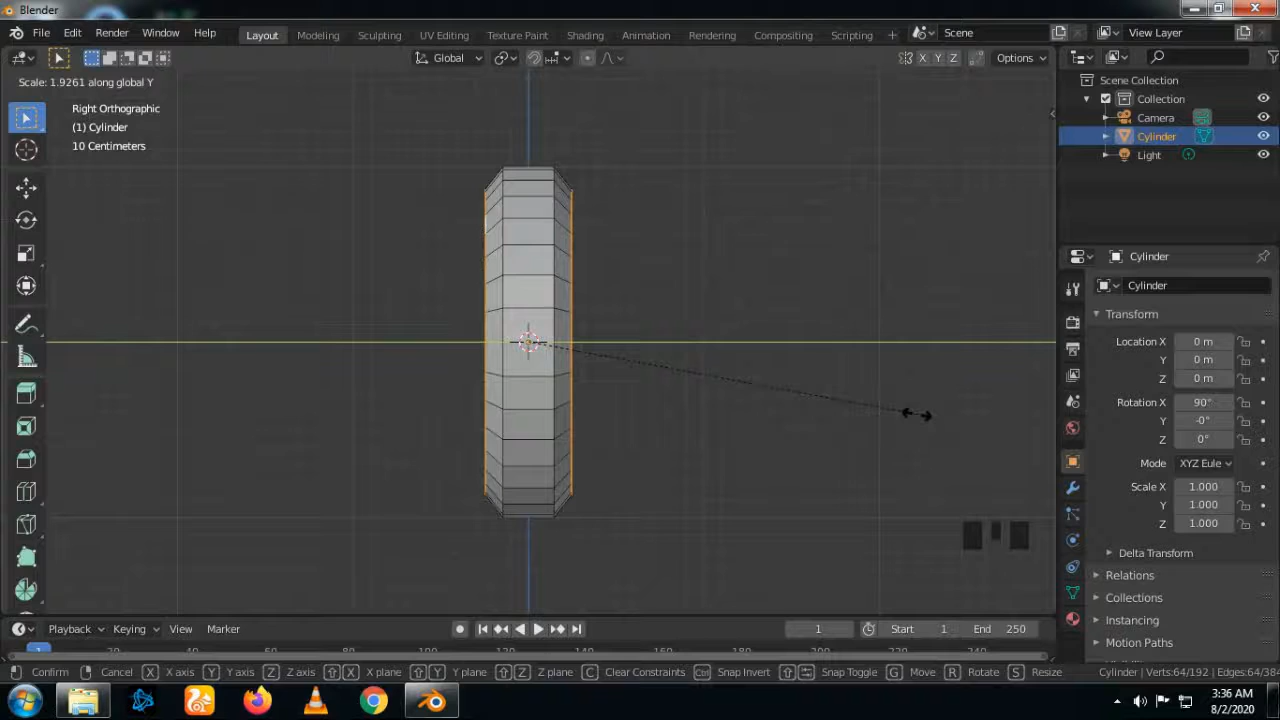 Blender
File Edit Render Window Help
Layout Modeling Sculpting UV Editing Texture Paint Shading Animation Rendering Compositing Scripting
Scene
View Layer
Global
X Y Z
Options
Scale: 1.9261 along global Y
Right Orthographic
(1) Cylinder
10 Centimeters
Scene Collection
Collection
Camera
Cylinder
Light
Cylinder
Cylinder
Transform
Location X 0 m
Y 0 m
Z 0 m
Rotation X 90°
Y -0°
Z 0°
Mode XYZ Eule
Scale X 1.000
Y 1.000
Z 1.000
Delta Transform
Relations
Collections
Instancing
Motion Paths
Playback Keying View Marker
1
Start 1 End 250
Confirm Cancel X X axis Y Y axis Z Z axis X X plane Y Y plane Z Z plane C Clear Constraints Ctrl Snap Invert Snap Toggle G Move R Rotate S Resize
Cylinder | Verts:64/192 | Edges:64/384
3:36 AM
8/2/2020